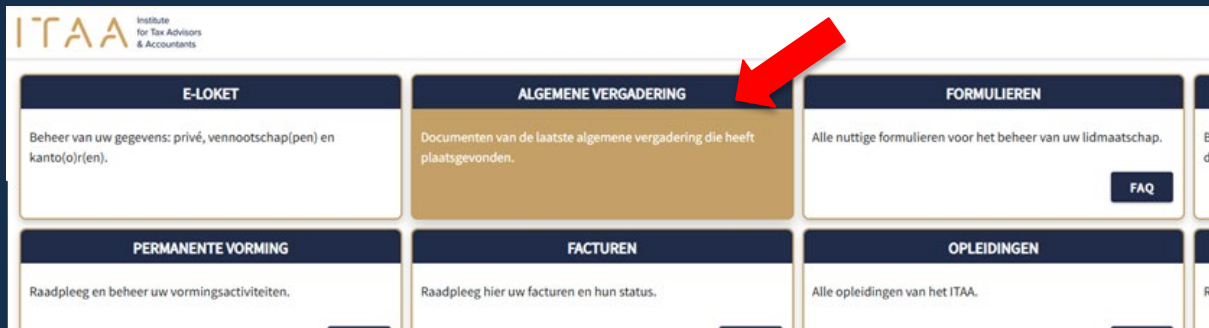 ITAA
Institute
for Tax Advisors
& Accountants
E-LOKET
Beheer van uw gegevens: privé, vennootschap(pen) en
kanto(o)r(en).
ALGEMENE VERGADERING
Documenten van de laatste algemene vergadering die heeft
plaatsgevonden.
FORMULIEREN
Alle nuttige formulieren voor het beheer van uw lidmaatschap.
FAQ
PERMANENTE VORMING
Raadpleeg en beheer uw vormingsactiviteiten.
FACTUREN
Raadpleeg hier uw facturen en hun status.
OPLEIDINGEN
Alle opleidingen van het ITAA.